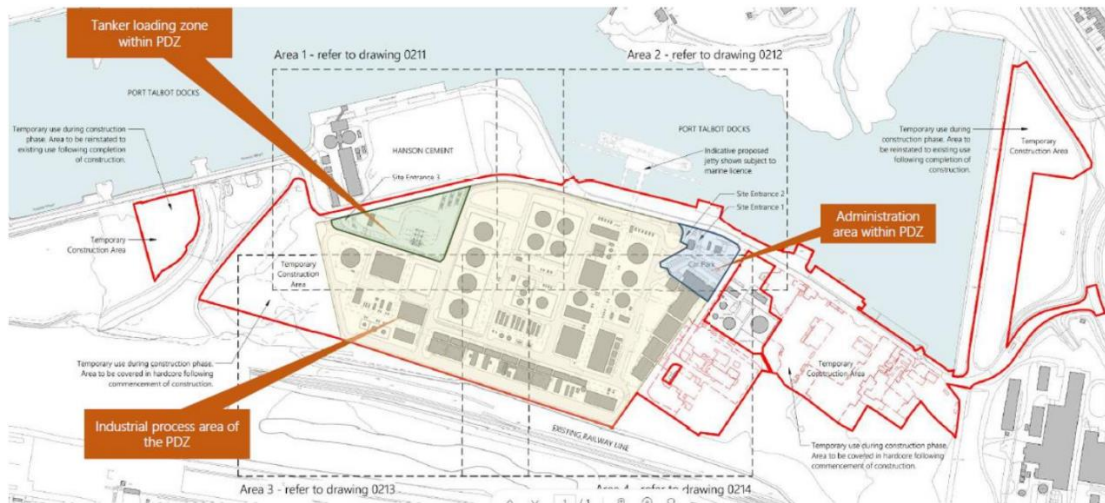 Tanker loading zone
within PDZ
Area 1 - refer to drawing 0211
Area 2 - refer to drawing 0212
PORT TALBOT DOCKS
Temporary use during construction
phase. Area to be reinstated to
existing use following completion
of construction.
HANSON CEMENT
Site Entrance 3
PORT TALBOT DOCKS
Indicative proposed
jetty shown subject to
marine licence
Site Entrance 2
Site Entrance 1
Temporary use during construction
phase. Area to be reinstated to
existing use following completion
of construction.
Temporary
Construction Area
Administration
area within PDZ
Car Park
Temporary
Construction Area
Temporary
Construction
Area
Temporary use during construction phase.
Area to be covered in hardcore following
commencement of construction.
Temporary
Construction Area
Industrial process area of
the PDZ
EXISTING RAILWAY LINE
Temporary use during construction phase.
Area to be covered in hardcore following
commencement of construction.
Area 3 - refer to drawing 0213
Area 4 - refer to drawing 0214